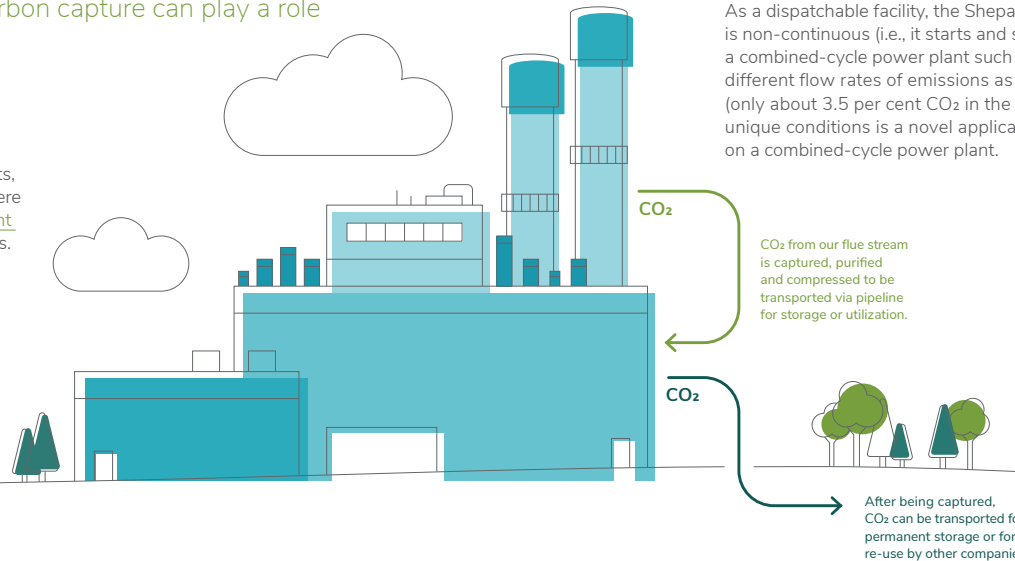 rbon capture can play a role
ts,
ere
nt
s.
As a dispatchable facility, the Shepa
is non-continuous (i.e., it starts and s
a combined-cycle power plant such
different flow rates of emissions as
(only about 3.5 per cent CO₂ in the
unique conditions is a novel applica
on a combined-cycle power plant.
CO₂
CO₂ from our flue stream
is captured, purified
and compressed to be
transported via pipeline
for storage or utilization.
CO₂
After being captured,
CO₂ can be transported fo
permanent storage or for
re-use by other companie